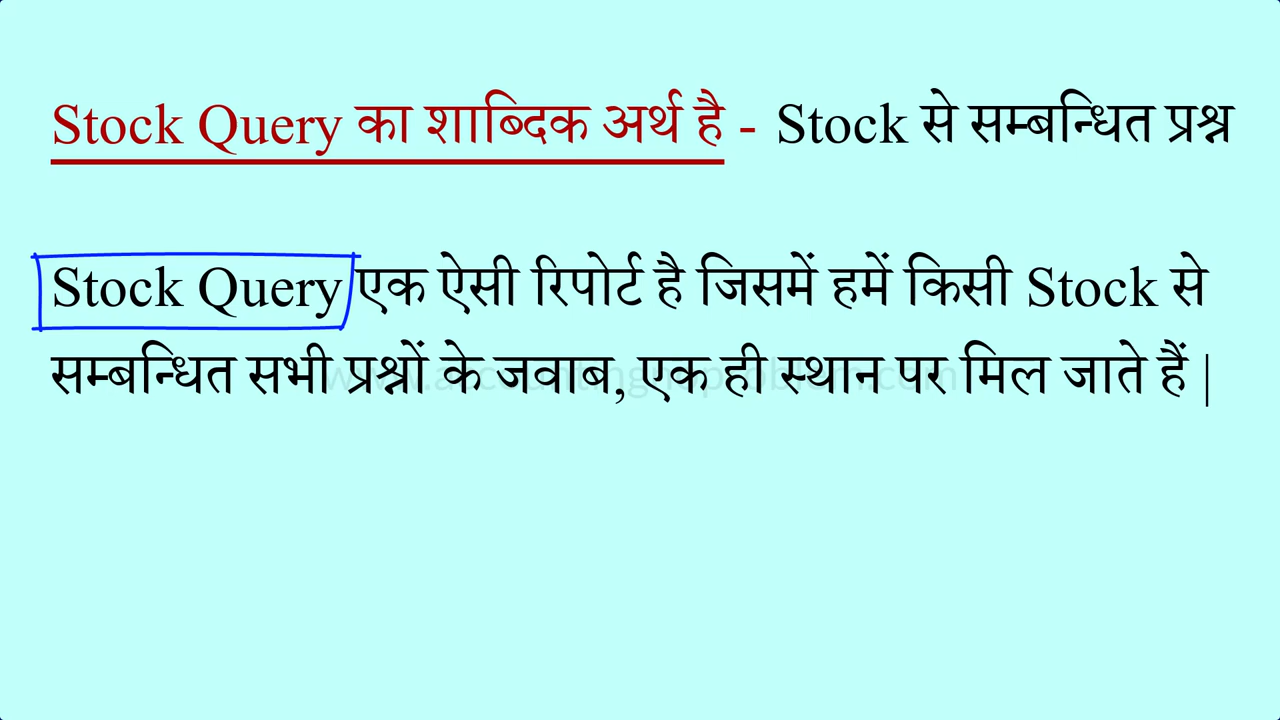 Stock Query का शाब्दिक अर्थ है - Stock से सम्बन्धित प्रश्न
Stock Query एक ऐसी रिपोर्ट है जिसमें हमें किसी Stock से
सम्बन्धित सभी प्रश्नों के जवाब, एक ही स्थान पर मिल जाते हैं |